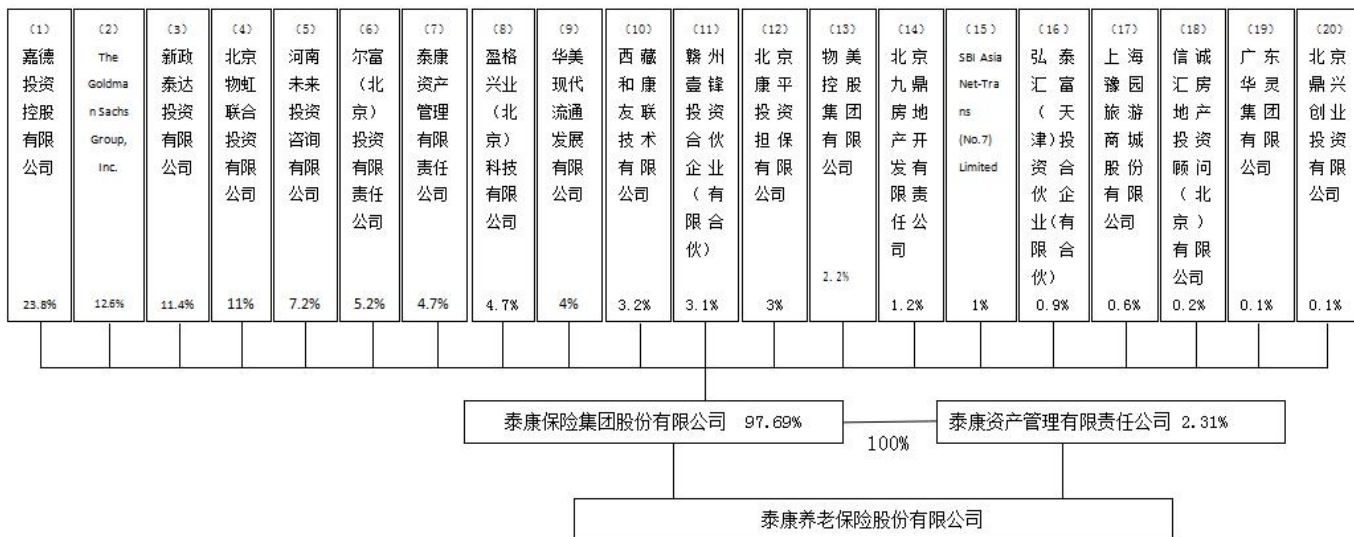 (1)
嘉德
投资
控股
有限
公司
23.8%
(2)
The
Goldma
n Sachs
Group,
Inc.
12.6%
(3)
新政
泰达
投资
有限
公司
11.4%
(4)
北京
物虹
联合
投资
有限
公司
11%
(5)
河南
未来
投资
咨询
有限
公司
7.2%
(6)
尔富
(北
京)
投资
有限
责任
公司
5.2%
(7)
泰康
资产
管理
有限
责任
公司
4.7%
(8)
盈格
兴业
(北
京)
科技
有限
公司
4.7%
(9)
华美
现代
流通
发展
有限
公司
4%
(10)
西藏
和康
友联
技术
有限
公司
3.2%
(11)
赣州
壹锋
投资
合伙
企业
(有
限合
伙)
3.1%
(12)
北京
康平
投资
担保
有限
公司
3%
(13)
物美
控股
集团
有限
公司
2.2%
(14)
北京
九鼎
房地
产开
发有
限责
任公
司
1.2%
(15)
SBI Asia
Net-Tra
ns
(No.7)
Limited
1%
(16)
弘泰
汇富
(天
津)投
资合
伙企
业(有
限合
伙)
0.9%
(17)
上海
豫园
旅游
商城
股份
有限
公司
0.6%
(18)
信诚
汇房
地产
投资
顾问
(北
京)
有限
公司
0.2%
(19)
广东
华灵
集团
有限
公司
0.1%
(20)
北京
鼎兴
创业
投资
有限
公司
0.1%
泰康保险集团股份有限公司 97.69%
100%
泰康资产管理有限责任公司 2.31%
泰康养老保险股份有限公司